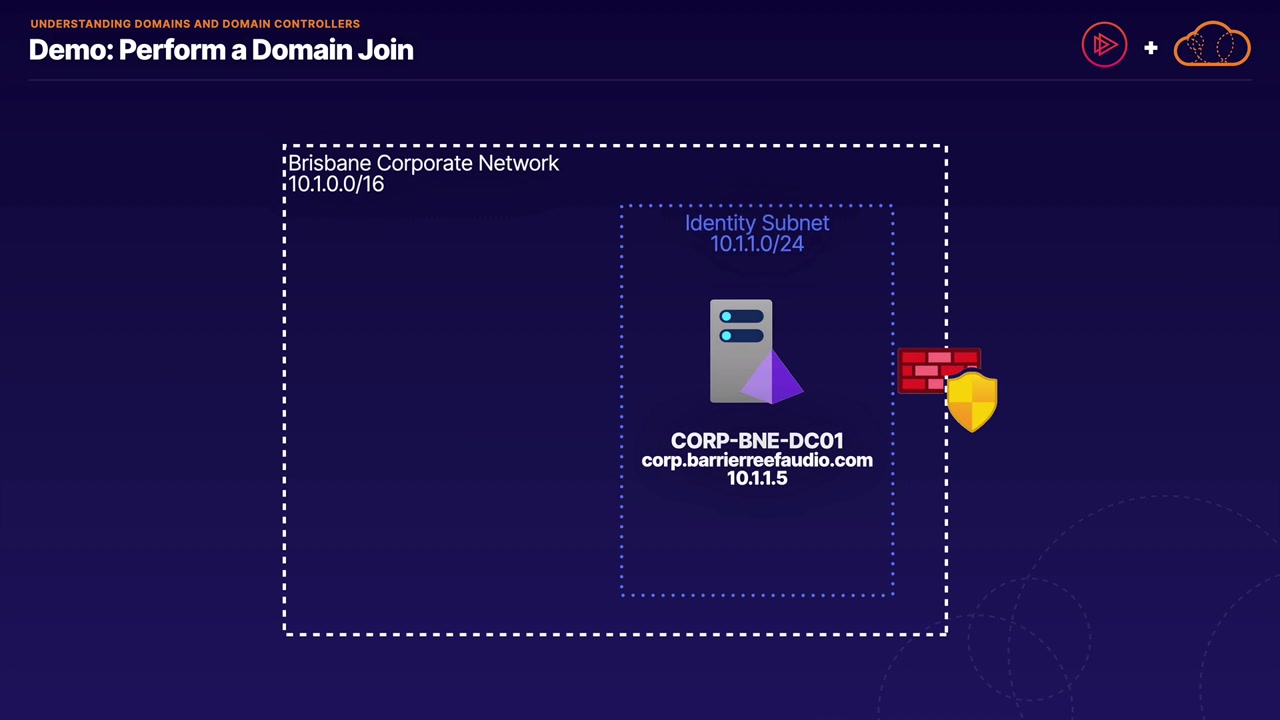 UNDERSTANDING DOMAINS AND DOMAIN CONTROLLERS
Demo: Perform a Domain Join
Brisbane Corporate Network
10.1.0.0/16
Identity Subnet
10.1.1.0/24
CORP-BNE-DC01
corp.barrierreefaudio.com
10.1.1.5